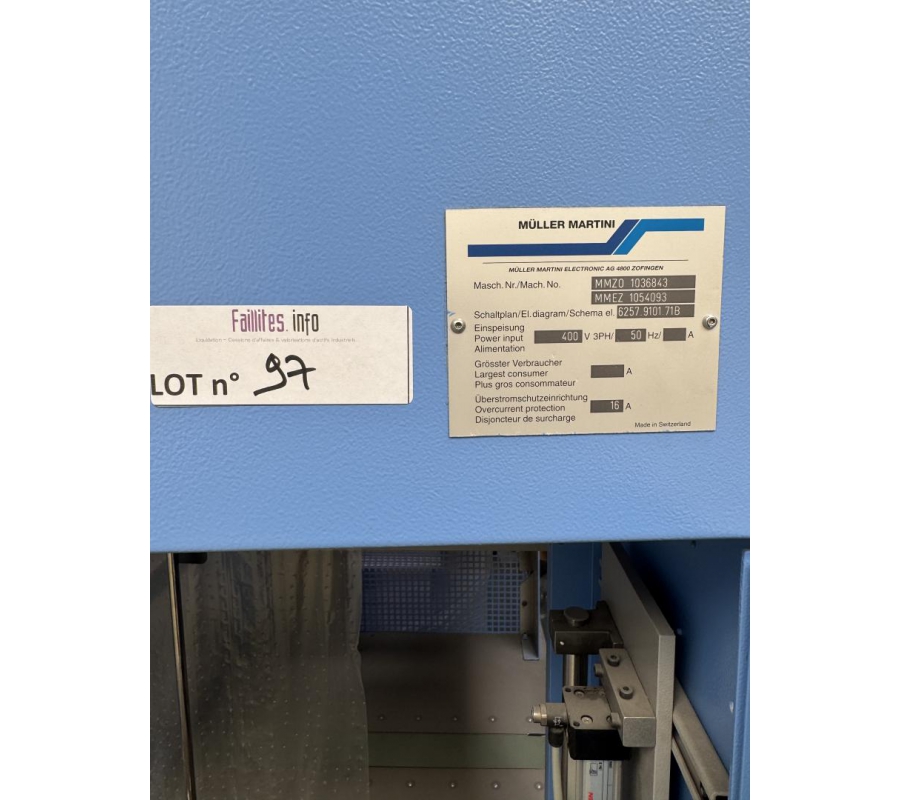 MÜLLER MARTINI
MÜLLER MARTINI ELECTRONIC AG 4800 ZOFINGEN
Masch. Nr./Mach. No. MMZO 1036843
MMEZ 1054093
Schaltplan/El. diagram/Schema el. 6257.9101.71B
Einspeisung
Power input 400 V 3PH/ 50 Hz/ A
Alimentation
Grösster Verbraucher
Largest consumer A
Plus gros consommateur
Überstromschutzeinrichtung
Overcurrent protection 16 A
Disjoncteur de surcharge
Made in Switzerland
Faillites.info
LOT n° 97